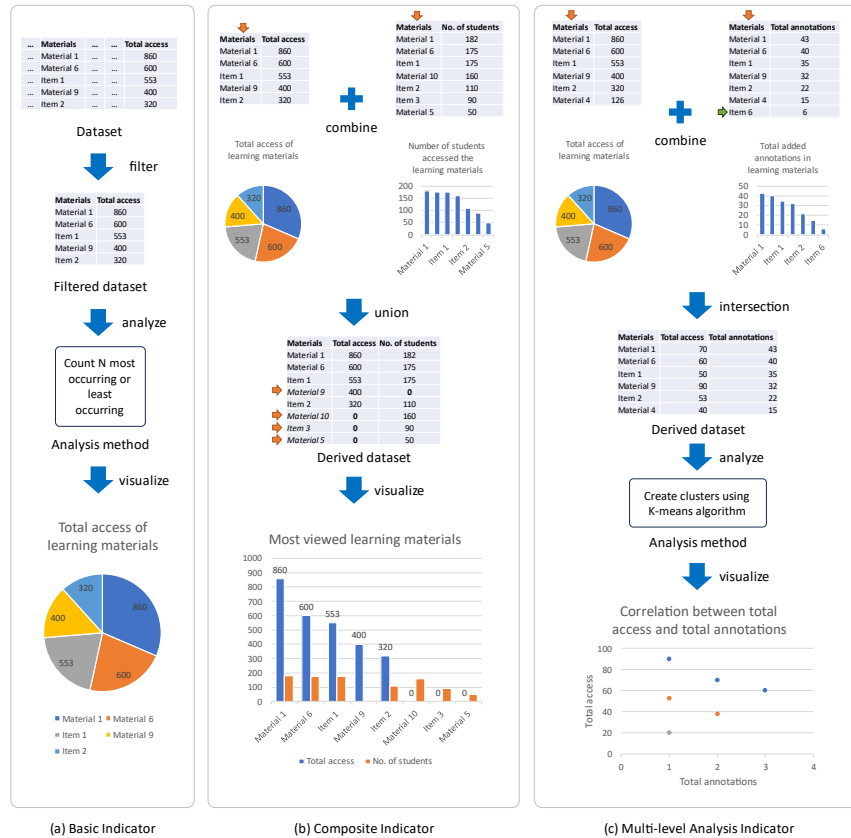 ... Materials ... ... Total access
... Material 1 ... ... 860
... Material 6 ... ... 600
... Item 1 ... ... 553
... Material 9 ... ... 400
... Item 2 ... ... 320
Dataset
filter
Materials Total access
Material 1 860
Material 6 600
Item 1 553
Material 9 400
Item 2 320
Filtered dataset
analyze
Count N most
occurring or
least
occurring
Analysis method
visualize
Total access of
learning materials
320
860
400
553
600
Material 1 Material 6
Item 1 Material 9
Item 2
(a) Basic Indicator
Materials Total access
Material 1 860
Material 6 600
Item 1 553
Material 9 400
Item 2 320
combine
Materials No. of students
Material 1 182
Material 6 175
Item 1 175
Material 10 160
Item 2 110
Item 3 90
Material 5 50
Total access of
learning materials
320
860
400
553
600
Number of students
accessed the
learning materials
200
150
100
50
0
Material 1 Item 1 Item 2 Material 5
union
Materials Total access No. of students
Material 1 860 182
Material 6 600 175
Item 1 553 175
Material 9 400 0
Item 2 320 110
Material 10 0 160
Item 3 0 90
Material 5 0 50
Derived dataset
visualize
Most viewed learning materials
1000
900
800
700
600
500
400
300
200
100
0
860 600 553 400 320 0 0 0
Material 1 Material 6 Item 1 Material 9 Item 2 Material 10 Item 3 Material 5
Total access No. of students
(b) Composite Indicator
Materials Total access
Material 1 860
Material 6 600
Item 1 553
Material 9 400
Item 2 320
Material 4 126
combine
Materials Total annotations
Material 1 43
Material 6 40
Item 1 35
Material 9 32
Item 2 22
Material 4 15
Item 6 6
Total access of
learning materials
320
860
400
553
600
Total added
annotations in
learning materials
50
40
30
20
10
0
Material 1 Item 1 Item 2 Item 6
intersection
Materials Total access Total annotations
Material 1 70 43
Material 6 60 40
Item 1 50 35
Material 9 90 32
Item 2 53 22
Material 4 40 15
Derived dataset
analyze
Create clusters using
K-means algorithm
Analysis method
visualize
Correlation between total
access and total annotations
Total access
100
80
60
40
20
0 1 2 3 4
Total annotations
(c) Multi-level Analysis Indicator